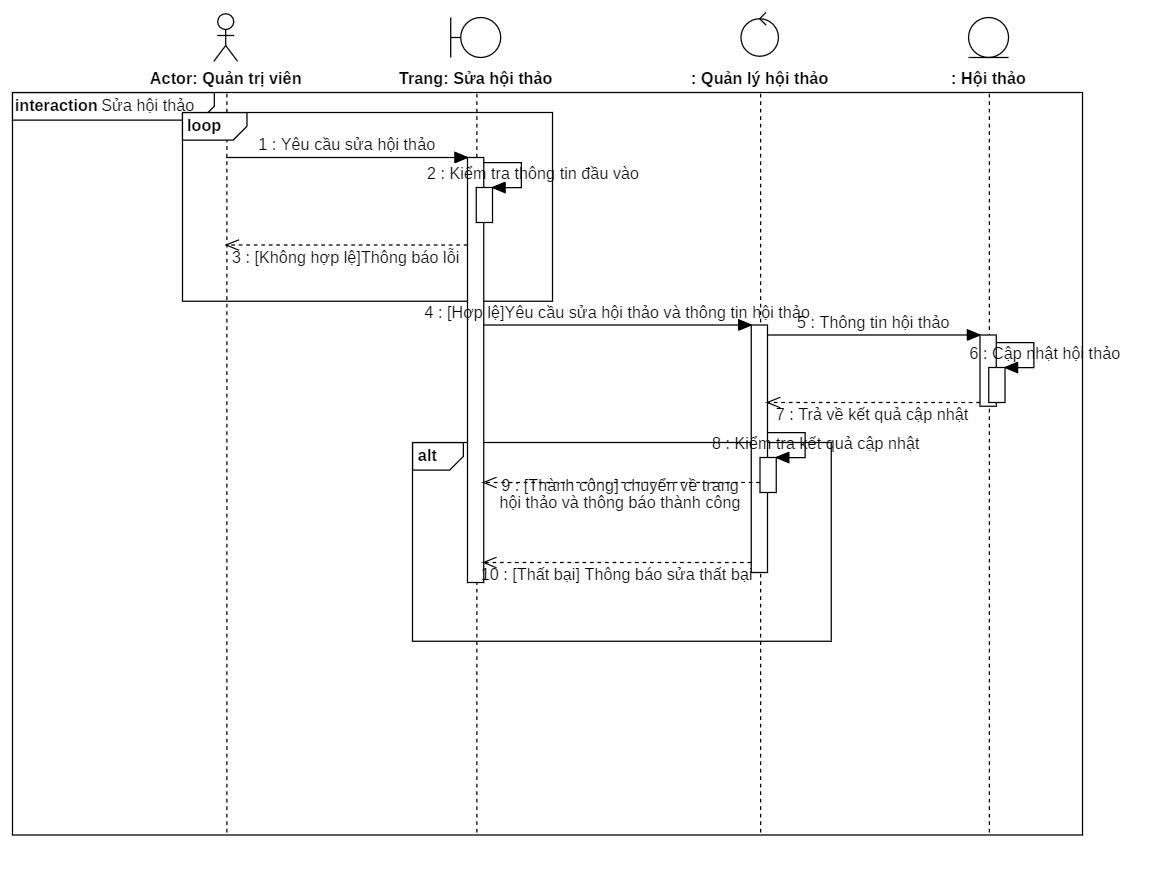 Actor: Quản trị viên
Trang: Sửa hội thảo
: Quản lý hội thảo
: Hội thảo
interaction Sửa hội thảo
loop
1 : Yêu cầu sửa hội thảo
2 : Kiểm tra thông tin đầu vào
3 : [Không hợp lệ]Thông báo lỗi
4 : [Hợp lệ]Yêu cầu sửa hội thảo và thông tin hội thảo
5 : Thông tin hội thảo
6 : Cập nhật hội thảo
7 : Trả về kết quả cập nhật
8 : Kiểm tra kết quả cập nhật
alt
9 : [Thành công] chuyển về trang
hội thảo và thông báo thành công
10 : [Thất bại] Thông báo sửa thất bại